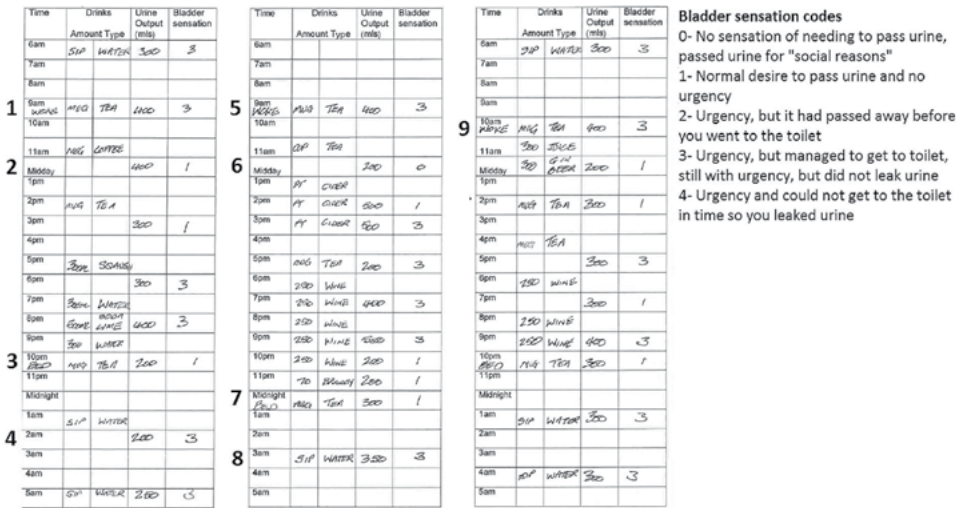 Time Drinks Urine Output (mls) Bladder sensation
Amount Type
6am SIP WATER 300 3
7am
8am
1 9am WOKE MUG TEA 400 3
10am
11am MUG COFFEE
2 Midday 400 1
1pm
2pm MUG TEA
3pm 300 1
4pm
5pm 300ml
6pm 300 3
7pm 300ml WATER
8pm LIME 400 3
9pm 300 WATER
3 10pm BED MUG TEA 200 1
11pm
Midnight
1am SIP WATER
4 2am 200 3
3am
4am
5am SIP WATER 3
Time Drinks Urine Output (mls) Bladder sensation
Amount Type
6am
7am
8am
5 9am WOKE MUG TEA 400 3
10am
11am CUP TEA
6 Midday 200 0
1pm PT CIDER
2pm PT CIDER 500 1
3pm PT CIDER 500 3
4pm
5pm MUG TEA 200 3
6pm 250 WINE
7pm 250 WINE 400 3
8pm 250 WINE
9pm 250 WINE 3
10pm 250 WINE 200 1
11pm 70 BRANDY 200 1
7 Midnight BED MUG TEA 300 1
1am
2am
8 3am SIP WATER 350 3
4am
5am
Time Drinks Urine Output (mls) Bladder sensation
Amount Type
6am SIP WATER 300 3
7am
8am
9am
9 10am WOKE MUG TEA 400 3
11am 300 JUICE
Midday 300 BEER 200 1
1pm
2pm MUG TEA 300 1
3pm
4pm MUG TEA
5pm 300 3
6pm 250 WINE
7pm 300 1
8pm 250 WINE
9pm 250 WINE 400 3
10pm BED MUG TEA 350 1
11pm
Midnight
1am SIP WATER 300 3
2am
3am
4am SIP WATER 300 3
5am
Bladder sensation codes
0- No sensation of needing to pass urine,
passed urine for "social reasons"
1- Normal desire to pass urine and no
urgency
2- Urgency, but it had passed away before
you went to the toilet
3- Urgency, but managed to get to toilet,
still with urgency, but did not leak urine
4- Urgency and could not get to the toilet
in time so you leaked urine